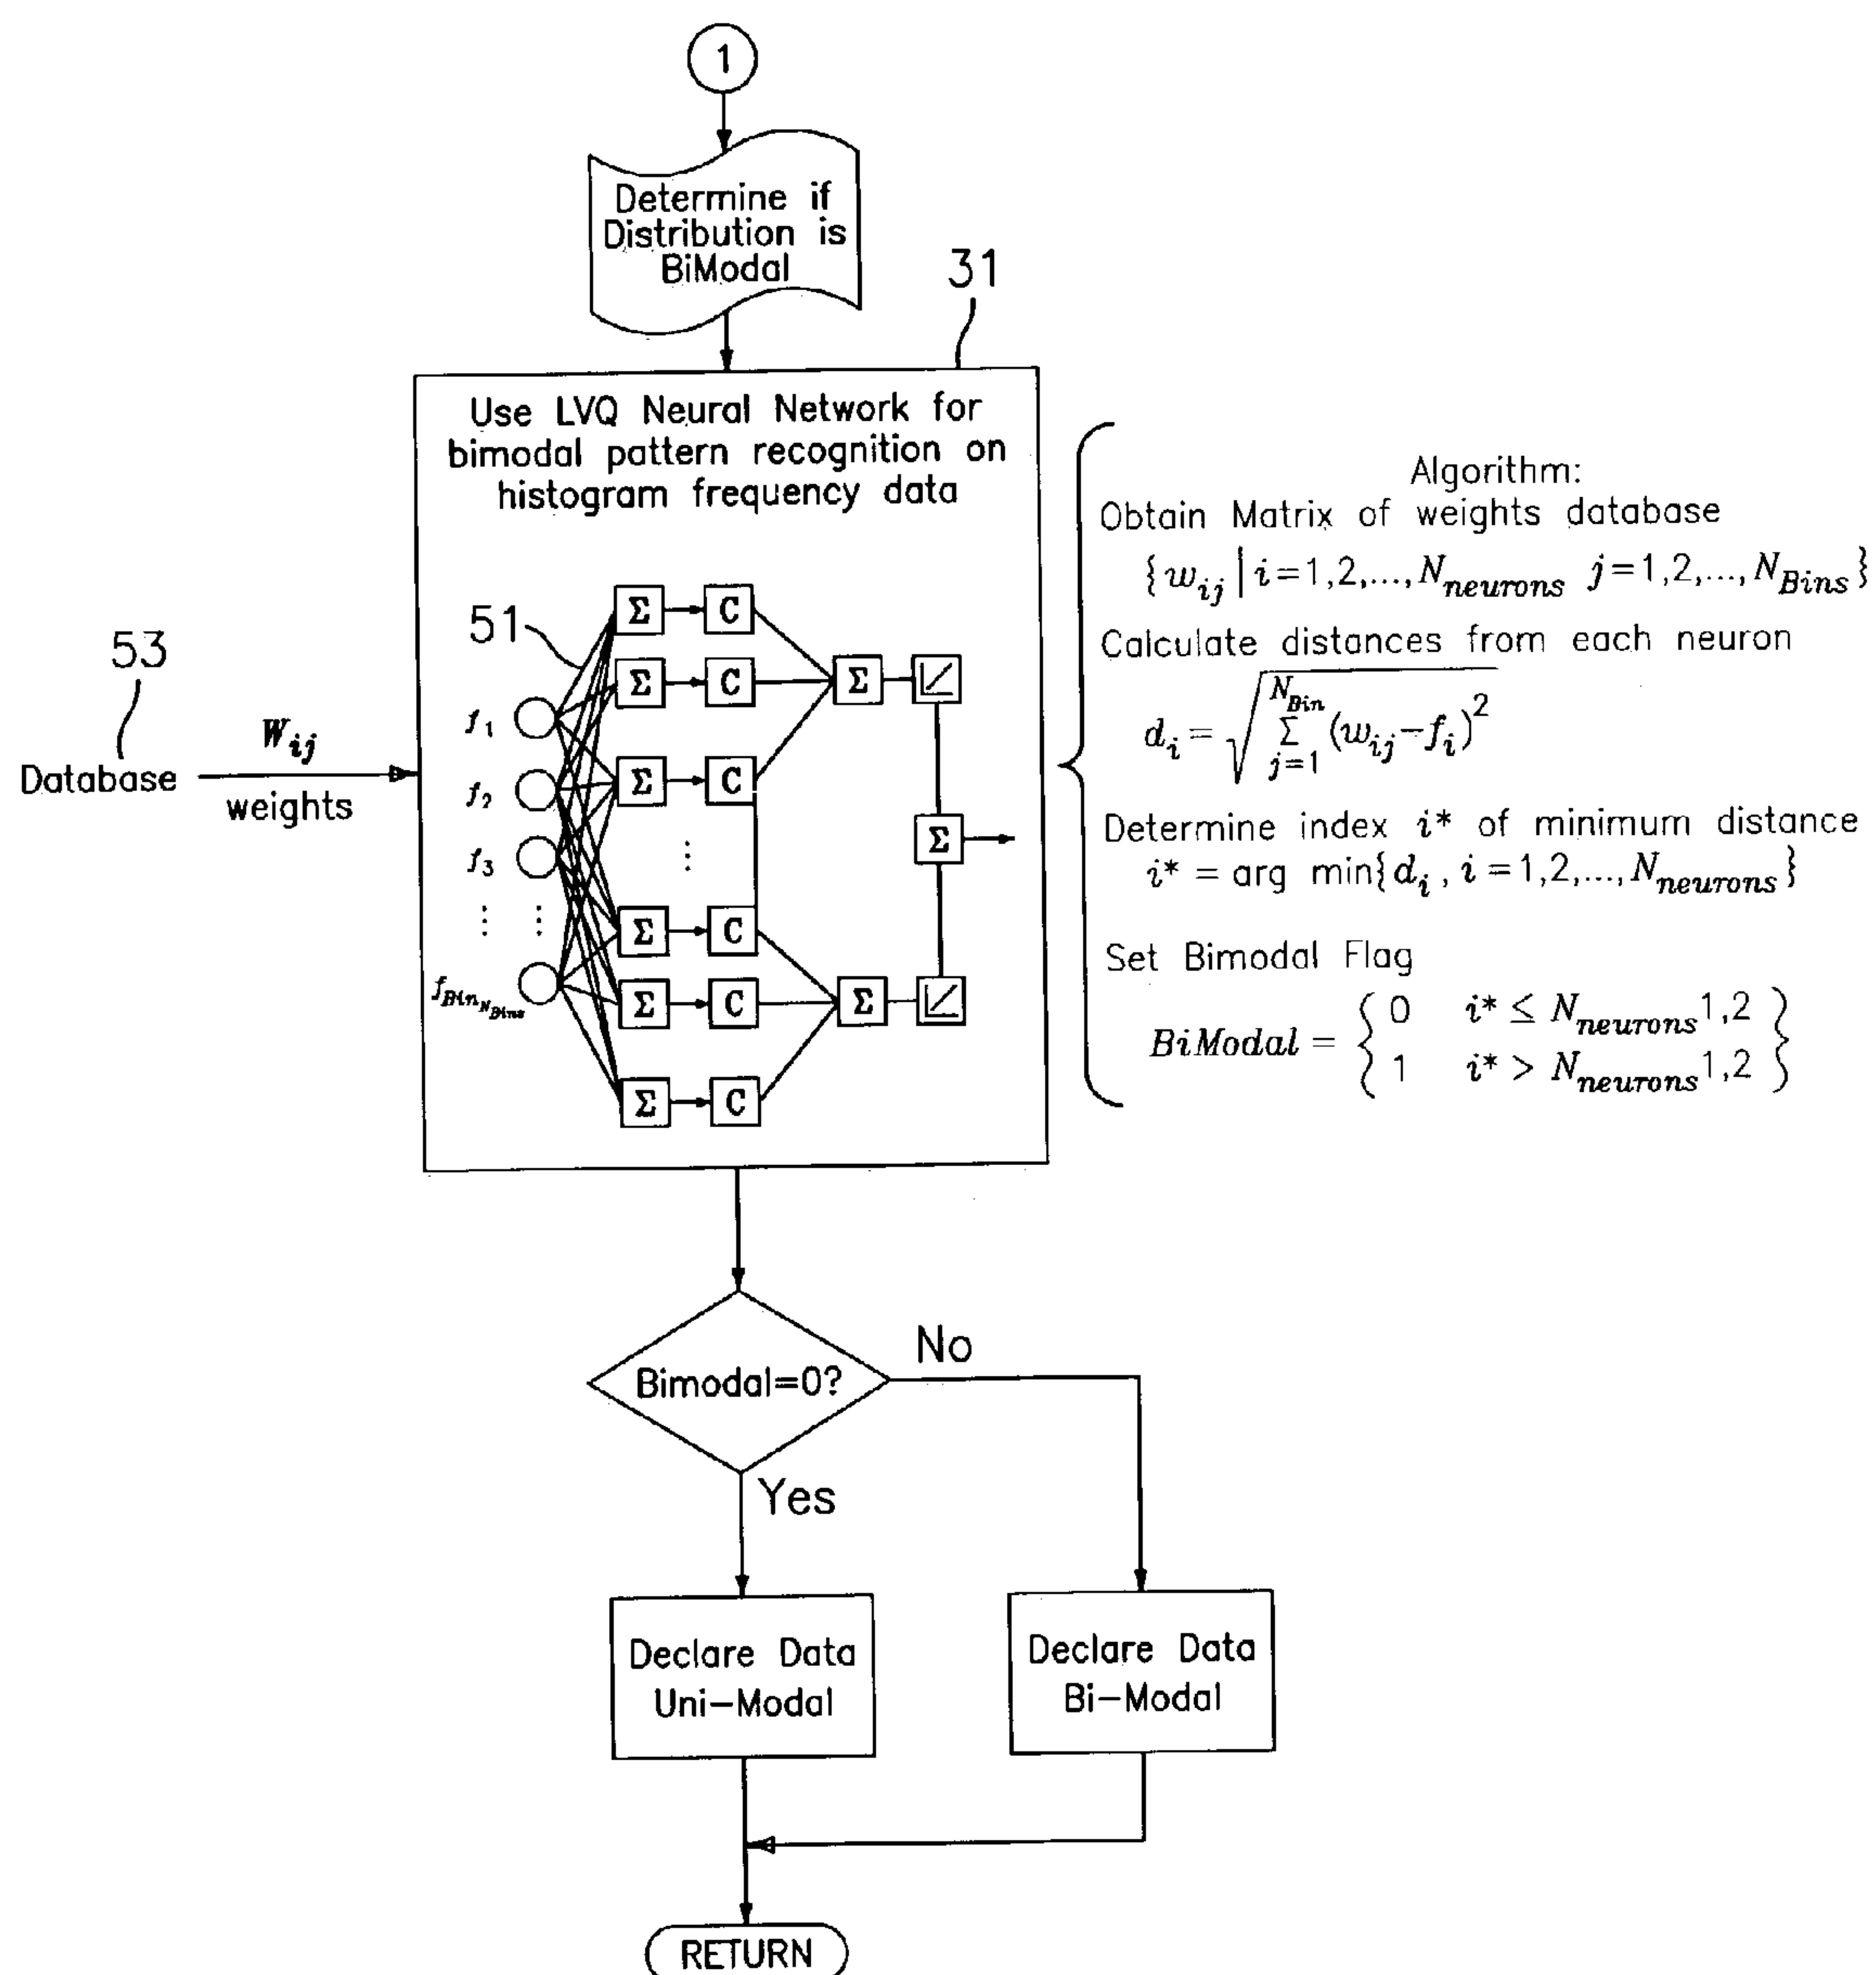 1
Determine if
Distribution is
BiModal
31
Use LVQ Neural Network for
bimodal pattern recognition on
histogram frequency data
51
53
Database
W_ij
weights
f_1
f_2
f_3
⋮ ⋮
f_Bin_N_Bins
Σ C
Σ C
Σ C
⋮
Σ C
Σ C
Σ C
Σ
Σ
Σ
Algorithm:
Obtain Matrix of weights database
{w_ij | i=1,2,...,N_neurons j=1,2,...,N_Bins}
Calculate distances from each neuron
d_i = √ Σ_{j=1}^{N_Bin} (w_ij−f_i)²
Determine index i* of minimum distance
i* = arg min{d_i, i = 1,2,...,N_neurons}
Set Bimodal Flag
BiModal = { 0 i* ≤ N_neurons1,2 }
1 i* > N_neurons1,2
Bimodal=0?
No
Yes
Declare Data
Uni–Modal
Declare Data
Bi–Modal
RETURN